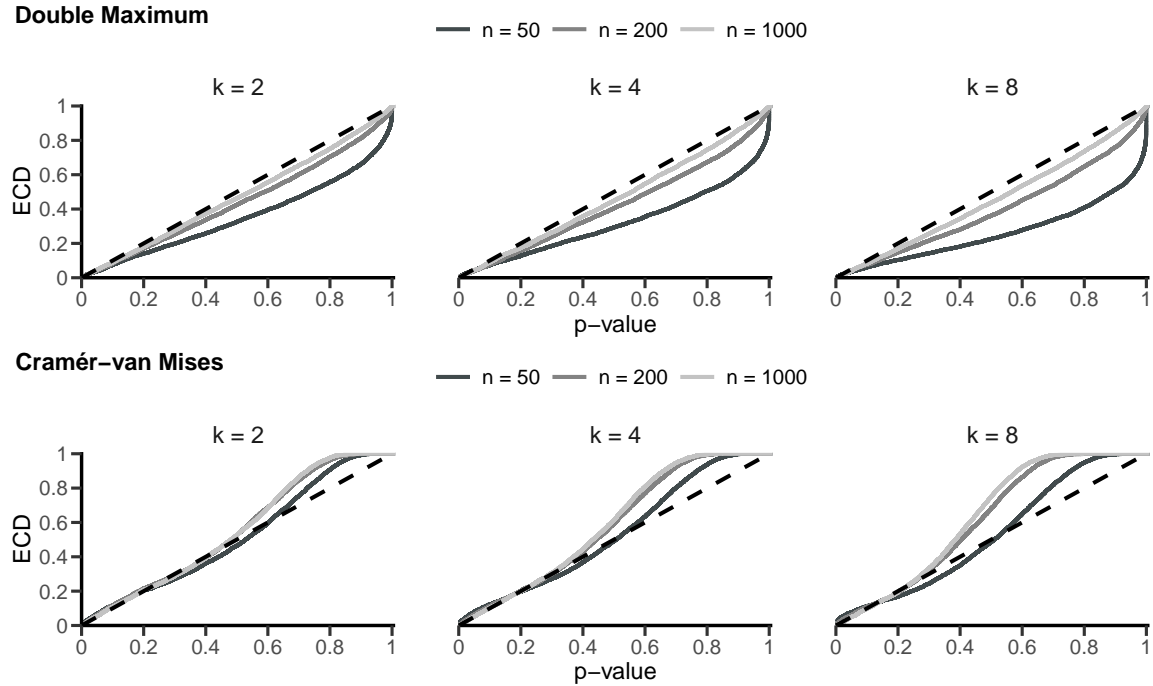 Double Maximum
n = 50 n = 200 n = 1000
k = 2 k = 4 k = 8
1
0.8
0.6
0.4
0.2
0
ECD
0 0.2 0.4 0.6 0.8 1 0 0.2 0.4 0.6 0.8 1 0 0.2 0.4 0.6 0.8 1
p−value
Cramér−van Mises
n = 50 n = 200 n = 1000
k = 2 k = 4 k = 8
1
0.8
0.6
0.4
0.2
0
ECD
0 0.2 0.4 0.6 0.8 1 0 0.2 0.4 0.6 0.8 1 0 0.2 0.4 0.6 0.8 1
p−value